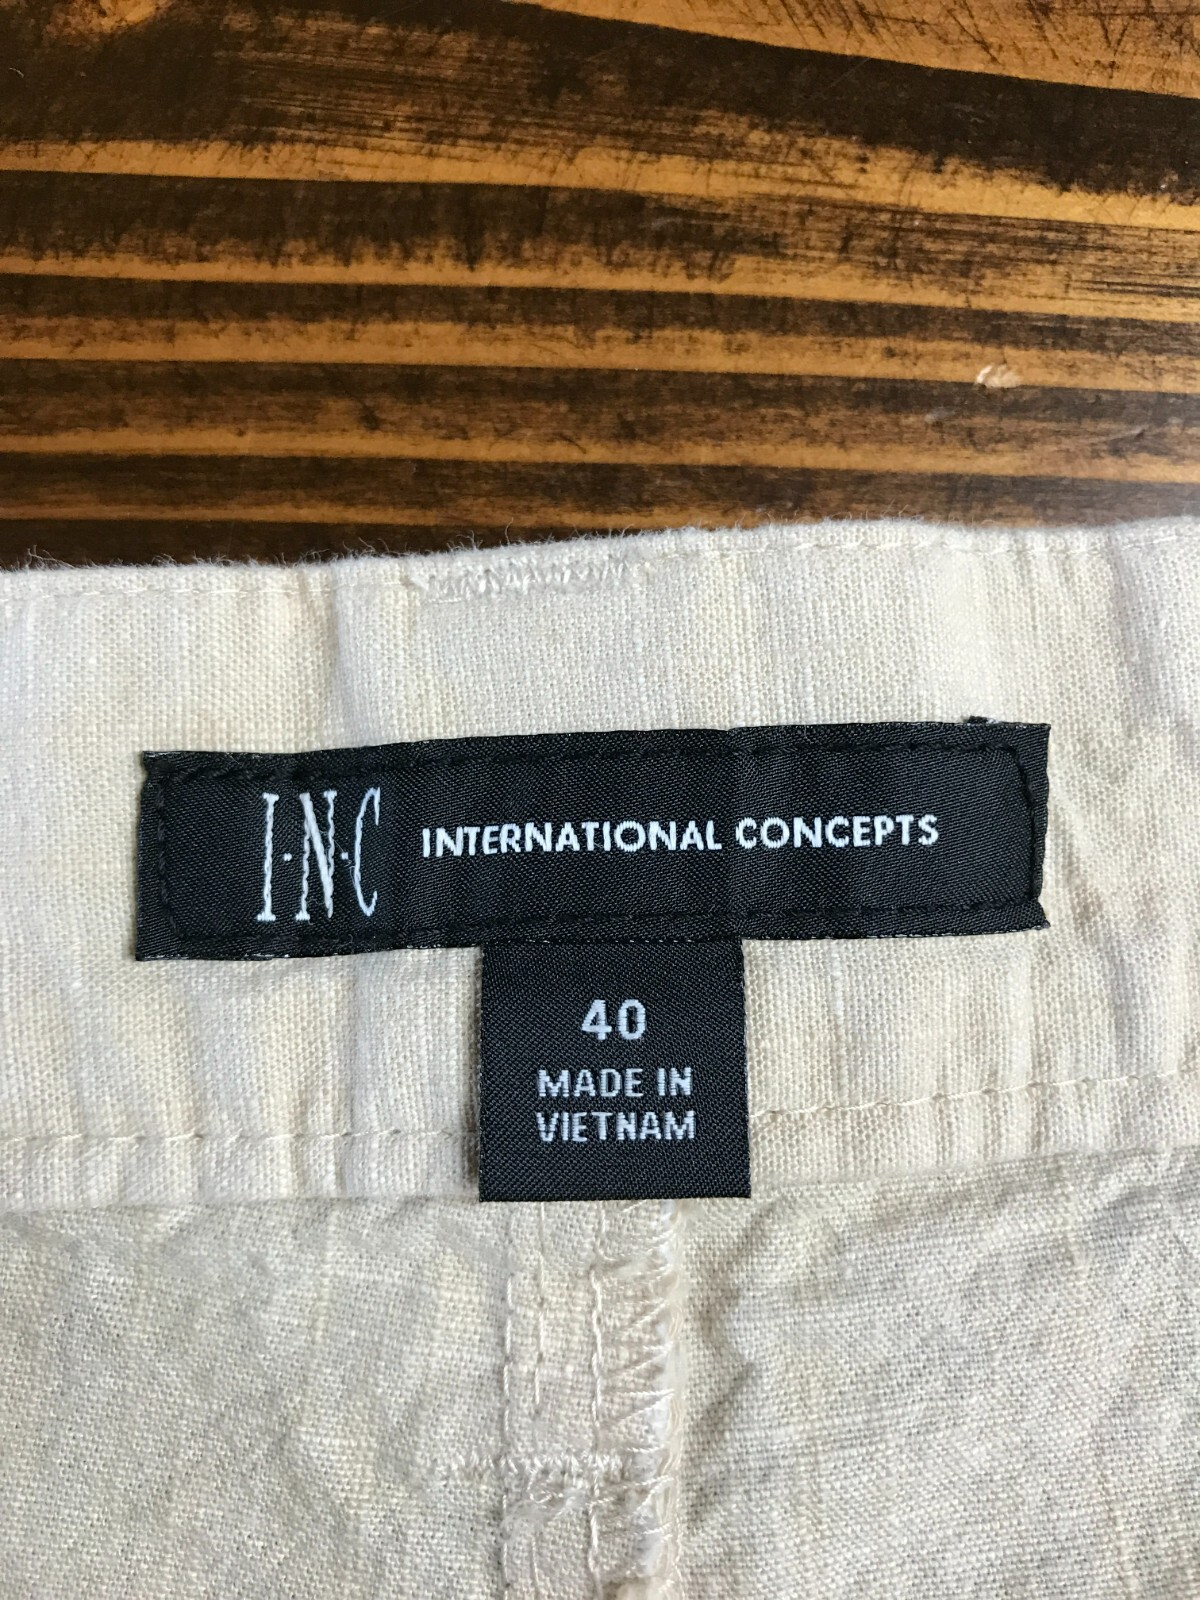 I·N·C INTERNATIONAL CONCEPTS
40
MADE IN
VIETNAM